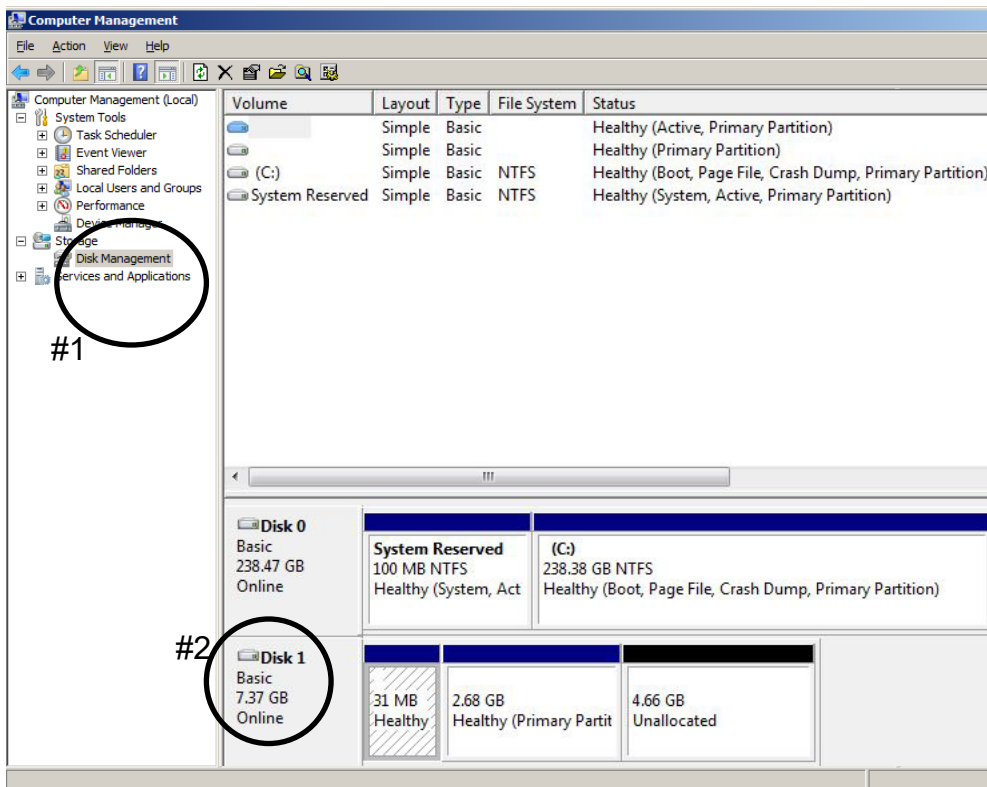 Computer Management
File Action View Help
Computer Management (Local)
System Tools
Task Scheduler
Event Viewer
Shared Folders
Local Users and Groups
Performance
Device Manager
Storage
Disk Management
Services and Applications
#1
Volume Layout Type File System Status
Simple Basic Healthy (Active, Primary Partition)
Simple Basic Healthy (Primary Partition)
(C:) Simple Basic NTFS Healthy (Boot, Page File, Crash Dump, Primary Partition)
System Reserved Simple Basic NTFS Healthy (System, Active, Primary Partition)
Disk 0
Basic
238.47 GB
Online
System Reserved
100 MB NTFS
Healthy (System, Act
(C:)
238.38 GB NTFS
Healthy (Boot, Page File, Crash Dump, Primary Partition)
#2
Disk 1
Basic
7.37 GB
Online
31 MB
Healthy
2.68 GB
Healthy (Primary Partit
4.66 GB
Unallocated